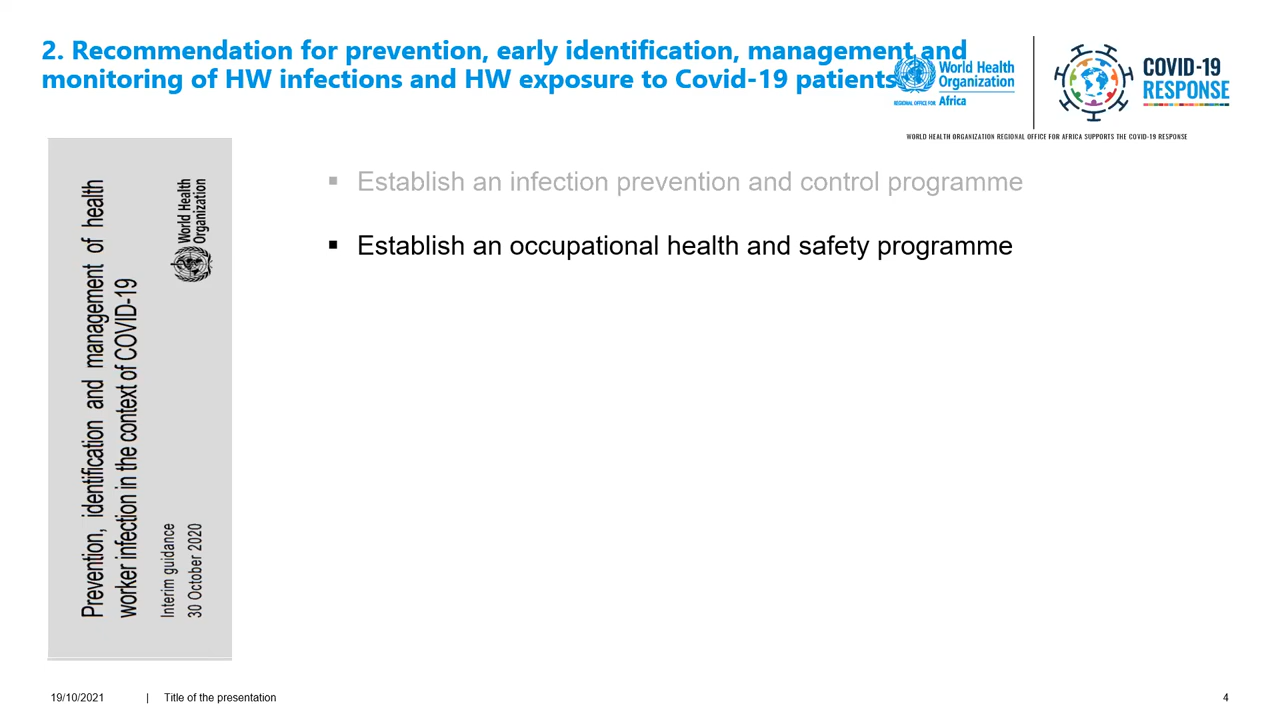 2. Recommendation for prevention, early identification, management and
monitoring of HW infections and HW exposure to Covid-19 patients
World Health
Organization
REGIONAL OFFICE FOR Africa
COVID-19
RESPONSE
WORLD HEALTH ORGANIZATION REGIONAL OFFICE FOR AFRICA SUPPORTS THE COVID-19 RESPONSE
Prevention, identification and management of health
worker infection in the context of COVID-19
Interim guidance
30 October 2020
World Health
Organization
▪ Establish an infection prevention and control programme
▪ Establish an occupational health and safety programme
19/10/2021 | Title of the presentation 4